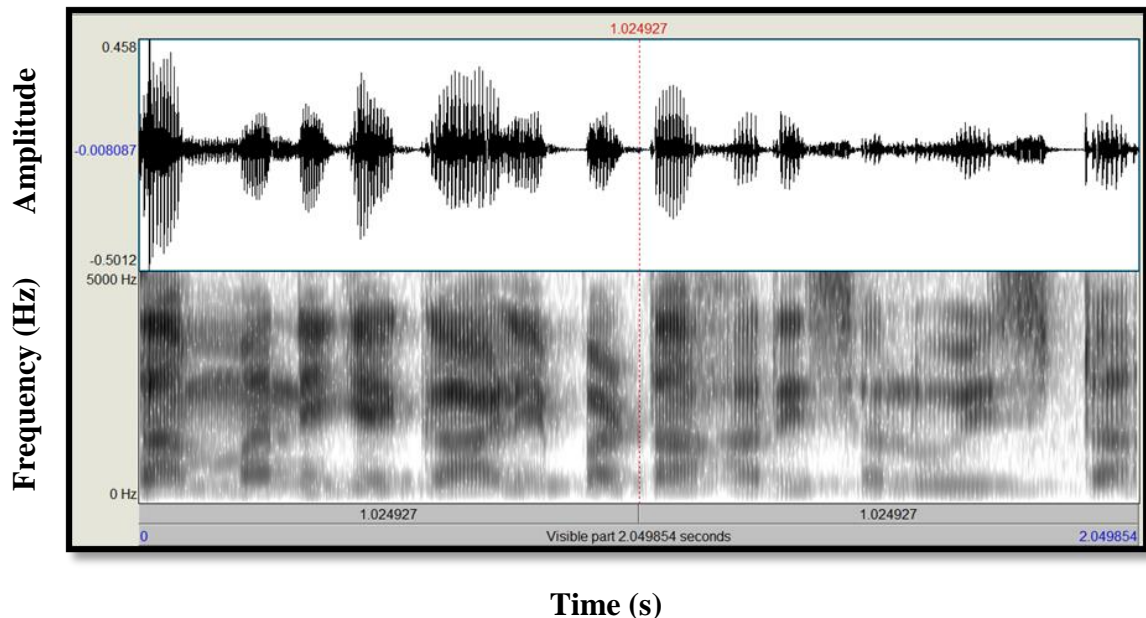 1.024927
0.458
Amplitude
-0.008087
-0.5012
5000 Hz
Frequency (Hz)
0 Hz
1.024927 1.024927
0 Visible part 2.049854 seconds 2.049854
Time (s)